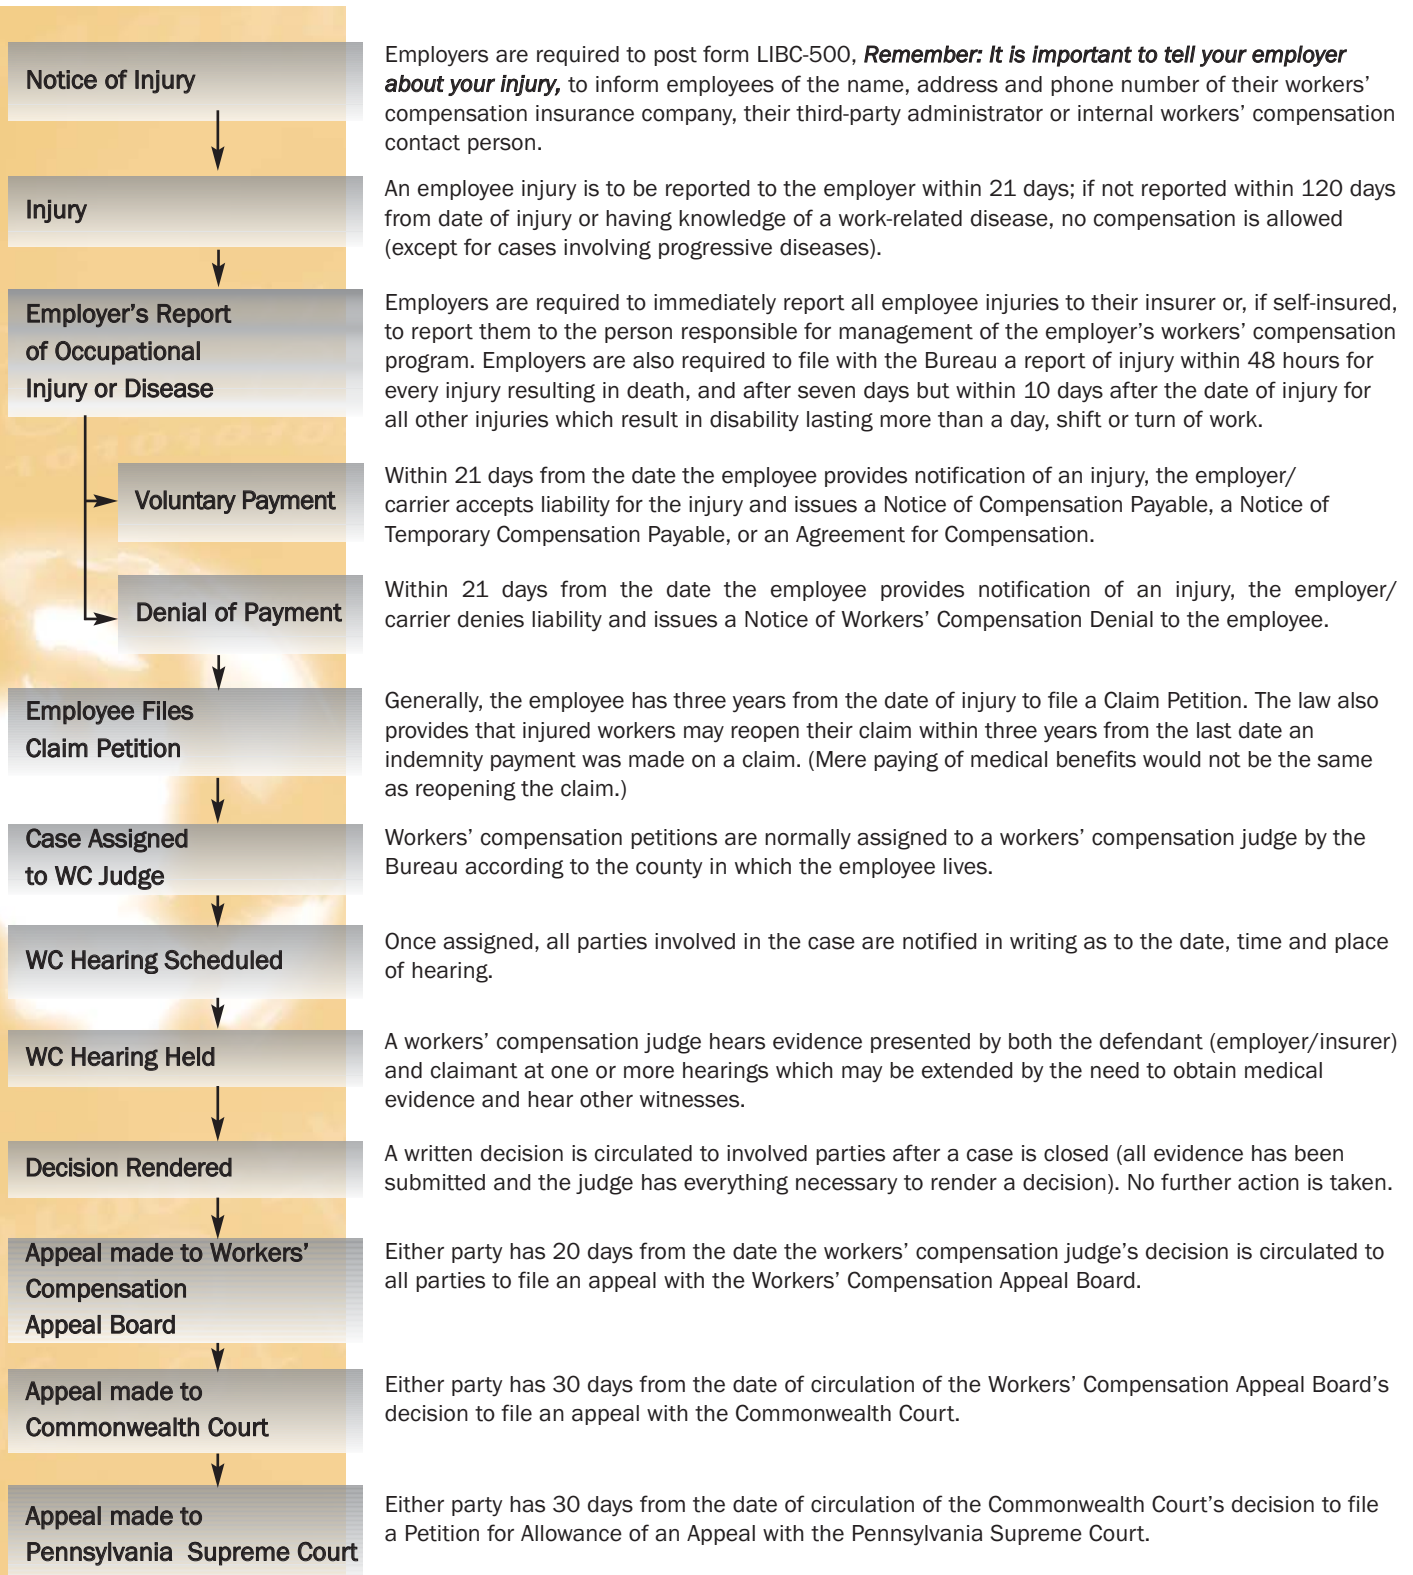 Notice of Injury
Employers are required to post form LIBC-500, Remember: It is important to tell your employer
about your injury, to inform employees of the name, address and phone number of their workers’
compensation insurance company, their third-party administrator or internal workers’ compensation
contact person.
Injury
An employee injury is to be reported to the employer within 21 days; if not reported within 120 days
from date of injury or having knowledge of a work-related disease, no compensation is allowed
(except for cases involving progressive diseases).
Employer’s Report
of Occupational
Injury or Disease
Employers are required to immediately report all employee injuries to their insurer or, if self-insured,
to report them to the person responsible for management of the employer’s workers’ compensation
program. Employers are also required to file with the Bureau a report of injury within 48 hours for
every injury resulting in death, and after seven days but within 10 days after the date of injury for
all other injuries which result in disability lasting more than a day, shift or turn of work.
Voluntary Payment
Within 21 days from the date the employee provides notification of an injury, the employer/
carrier accepts liability for the injury and issues a Notice of Compensation Payable, a Notice of
Temporary Compensation Payable, or an Agreement for Compensation.
Denial of Payment
Within 21 days from the date the employee provides notification of an injury, the employer/
carrier denies liability and issues a Notice of Workers’ Compensation Denial to the employee.
Employee Files
Claim Petition
Generally, the employee has three years from the date of injury to file a Claim Petition. The law also
provides that injured workers may reopen their claim within three years from the last date an
indemnity payment was made on a claim. (Mere paying of medical benefits would not be the same
as reopening the claim.)
Case Assigned
to WC Judge
Workers’ compensation petitions are normally assigned to a workers’ compensation judge by the
Bureau according to the county in which the employee lives.
WC Hearing Scheduled
Once assigned, all parties involved in the case are notified in writing as to the date, time and place
of hearing.
WC Hearing Held
A workers’ compensation judge hears evidence presented by both the defendant (employer/insurer)
and claimant at one or more hearings which may be extended by the need to obtain medical
evidence and hear other witnesses.
Decision Rendered
A written decision is circulated to involved parties after a case is closed (all evidence has been
submitted and the judge has everything necessary to render a decision). No further action is taken.
Appeal made to Workers’
Compensation
Appeal Board
Either party has 20 days from the date the workers’ compensation judge’s decision is circulated to
all parties to file an appeal with the Workers’ Compensation Appeal Board.
Appeal made to
Commonwealth Court
Either party has 30 days from the date of circulation of the Workers’ Compensation Appeal Board’s
decision to file an appeal with the Commonwealth Court.
Appeal made to
Pennsylvania Supreme Court
Either party has 30 days from the date of circulation of the Commonwealth Court’s decision to file
a Petition for Allowance of an Appeal with the Pennsylvania Supreme Court.